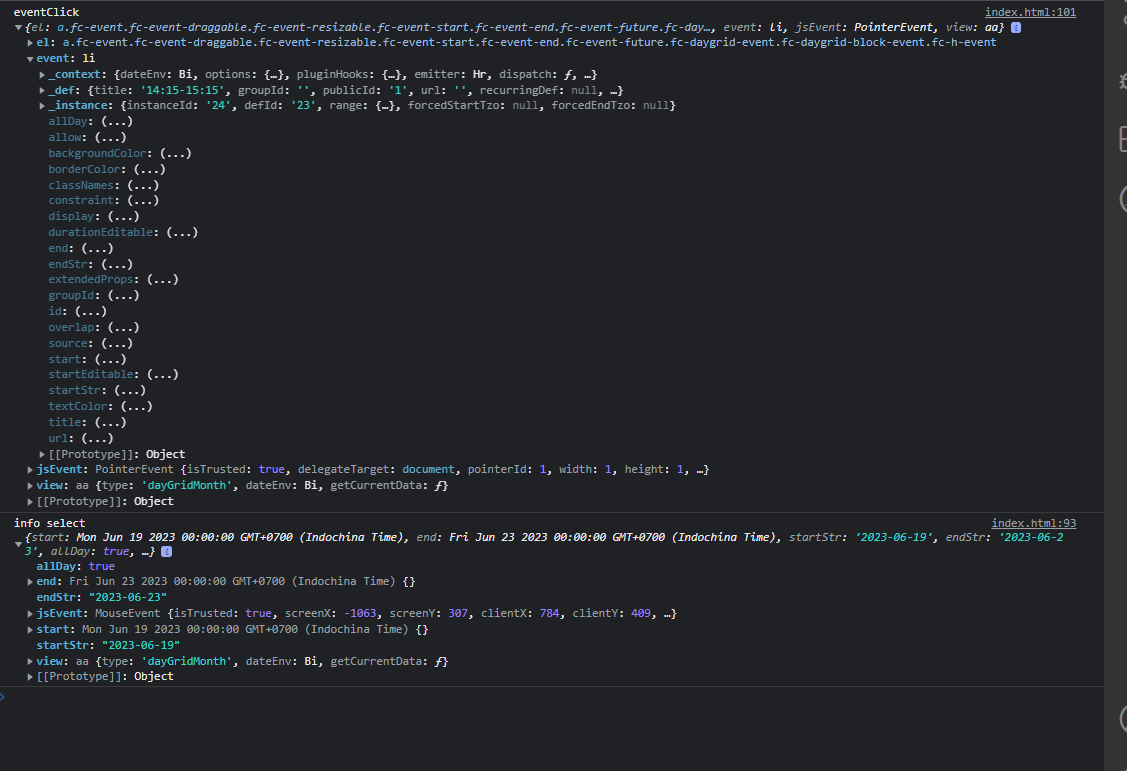 eventClick index.html:101
{el: a.fc-event.fc-event-draggable.fc-event-resizable.fc-event-start.fc-event-end.fc-event-future.fc-day…, event: li, jsEvent: PointerEvent, view: aa} i
el: a.fc-event.fc-event-draggable.fc-event-resizable.fc-event-start.fc-event-end.fc-event-future.fc-daygrid-event.fc-daygrid-block-event.fc-h-event
event: li
_context: {dateEnv: Bi, options: {…}, pluginHooks: {…}, emitter: Hr, dispatch: ƒ, …}
_def: {title: '14:15-15:15', groupId: '', publicId: '1', url: '', recurringDef: null, …}
_instance: {instanceId: '24', defId: '23', range: {…}, forcedStartTzo: null, forcedEndTzo: null}
allDay: (...)
allow: (...)
backgroundColor: (...)
borderColor: (...)
classNames: (...)
constraint: (...)
display: (...)
durationEditable: (...)
end: (...)
endStr: (...)
extendedProps: (...)
groupId: (...)
id: (...)
overlap: (...)
source: (...)
start: (...)
startEditable: (...)
startStr: (...)
textColor: (...)
title: (...)
url: (...)
[[Prototype]]: Object
jsEvent: PointerEvent {isTrusted: true, delegateTarget: document, pointerId: 1, width: 1, height: 1, …}
view: aa {type: 'dayGridMonth', dateEnv: Bi, getCurrentData: ƒ}
[[Prototype]]: Object
info select index.html:93
{start: Mon Jun 19 2023 00:00:00 GMT+0700 (Indochina Time), end: Fri Jun 23 2023 00:00:00 GMT+0700 (Indochina Time), startStr: '2023-06-19', endStr: '2023-06-2
3', allDay: true, …} i
allDay: true
end: Fri Jun 23 2023 00:00:00 GMT+0700 (Indochina Time) {}
endStr: "2023-06-23"
jsEvent: MouseEvent {isTrusted: true, screenX: -1063, screenY: 307, clientX: 784, clientY: 409, …}
start: Mon Jun 19 2023 00:00:00 GMT+0700 (Indochina Time) {}
startStr: "2023-06-19"
view: aa {type: 'dayGridMonth', dateEnv: Bi, getCurrentData: ƒ}
[[Prototype]]: Object